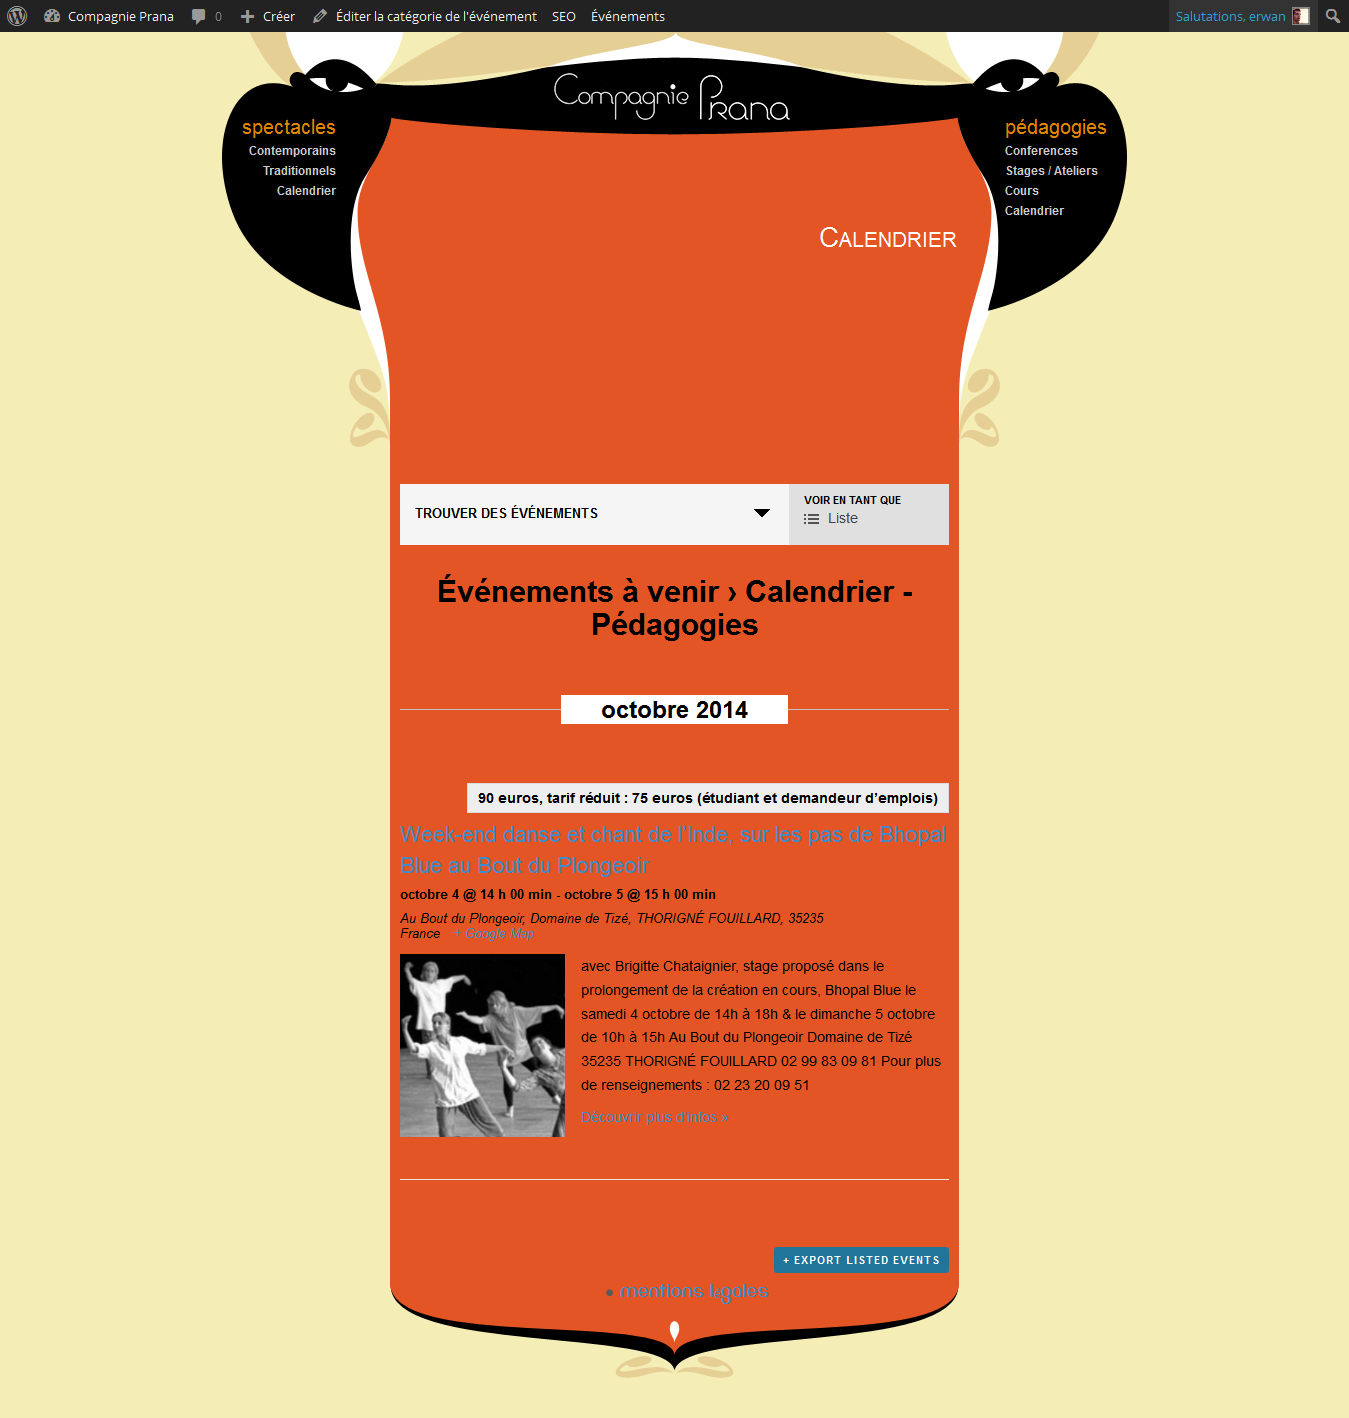 Compagnie Prana 0 Créer Éditer la catégorie de l'événement SEO Événements Salutations, erwan
Compagnie Prana
spectacles
Contemporains
Traditionnels
Calendrier
pédagogies
Conferences
Stages / Ateliers
Cours
Calendrier
Calendrier
TROUVER DES ÉVÉNEMENTS
VOIR EN TANT QUE
Liste
Événements à venir › Calendrier -
Pédagogies
octobre 2014
90 euros, tarif réduit : 75 euros (étudiant et demandeur d’emplois)
Week-end danse et chant de l’Inde, sur les pas de Bhopal
Blue au Bout du Plongeoir
octobre 4 @ 14 h 00 min - octobre 5 @ 15 h 00 min
Au Bout du Plongeoir, Domaine de Tizé, THORIGNÉ FOUILLARD, 35235
France + Google Map
avec Brigitte Chataignier, stage proposé dans le
prolongement de la création en cours, Bhopal Blue le
samedi 4 octobre de 14h à 18h & le dimanche 5 octobre
de 10h à 15h Au Bout du Plongeoir Domaine de Tizé
35235 THORIGNÉ FOUILLARD 02 99 83 09 81 Pour plus
de renseignements : 02 23 20 09 51
Découvrir plus d'infos »
+ EXPORT LISTED EVENTS
• mentions légales